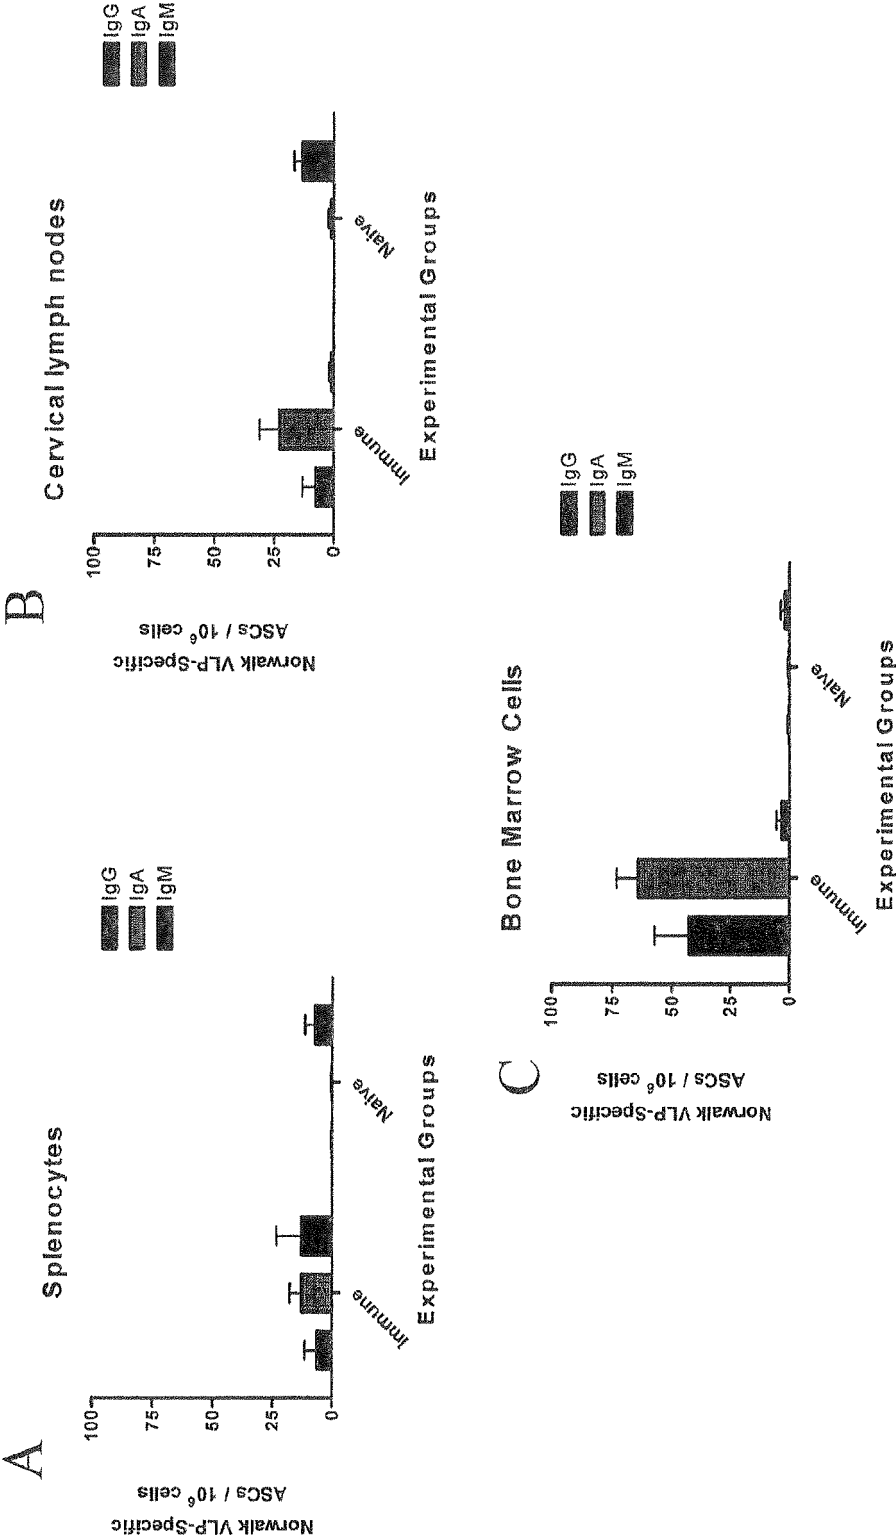 A
Splenocytes
Norwalk VLP-Specific
ASCs / 10⁶ cells
100
75
50
25
0
Immune
Naive
Experimental Groups
IgG
IgA
IgM
B
Cervical lymph nodes
Norwalk VLP-Specific
ASCs / 10⁶ cells
100
75
50
25
0
Immune
Naive
Experimental Groups
IgG
IgA
IgM
C
Bone Marrow Cells
Norwalk VLP-Specific
ASCs / 10⁶ cells
100
75
50
25
0
Immune
Naive
Experimental Groups
IgG
IgA
IgM